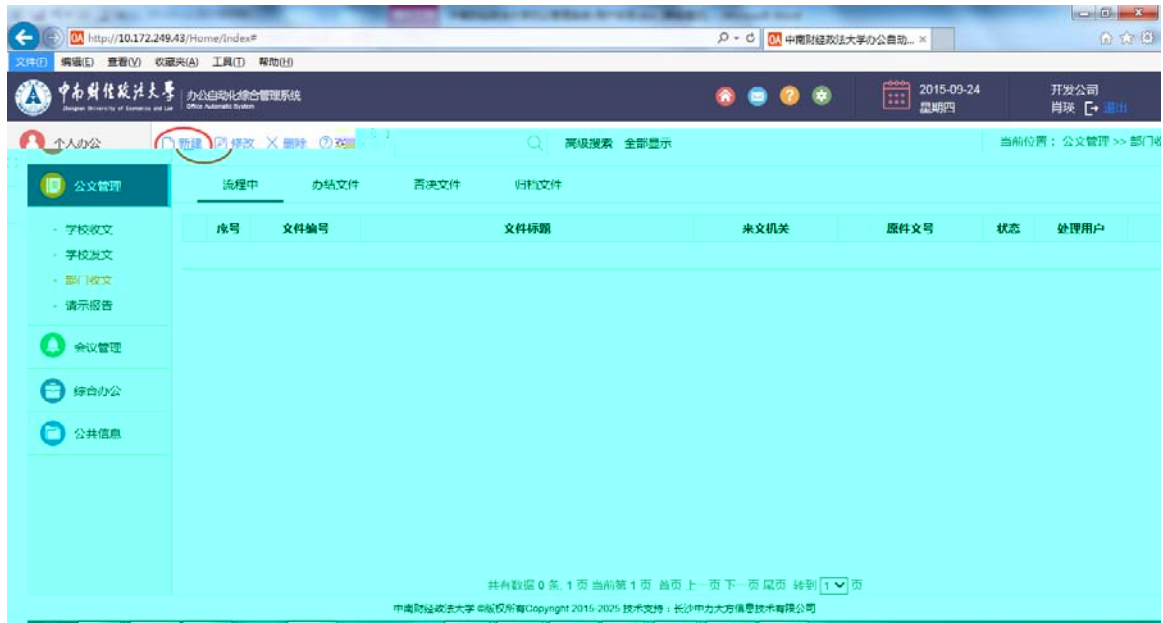 http://10.172.249.43/Home/Index#
中南财经政法大学办公自动...
文件(F) 编辑(E) 查看(V) 收藏夹(A) 工具(T) 帮助(H)
中南财经政法大学 办公自动化综合管理系统
Office Automatic System
2015-09-24
星期四
开发公司
肖瑛 退出
个人办公 新建 修改 删除 高级搜索 全部显示 当前位置：公文管理 >> 部门收
公文管理 流程中 办结文件 否决文件 归档文件
序号 文件编号 文件标题 来文机关 原件文号 状态 处理用户
- 学校收文
- 学校发文
- 部门收文
- 请示报告
会议管理
综合办公
公共信息
共有数据 0 条, 1 页 当前第 1 页 首页 上一页 下一页 尾页 转到 1 页
中南财经政法大学 ©版权所有Copyright 2015-2025 技术支持：长沙中力大方信息技术有限公司